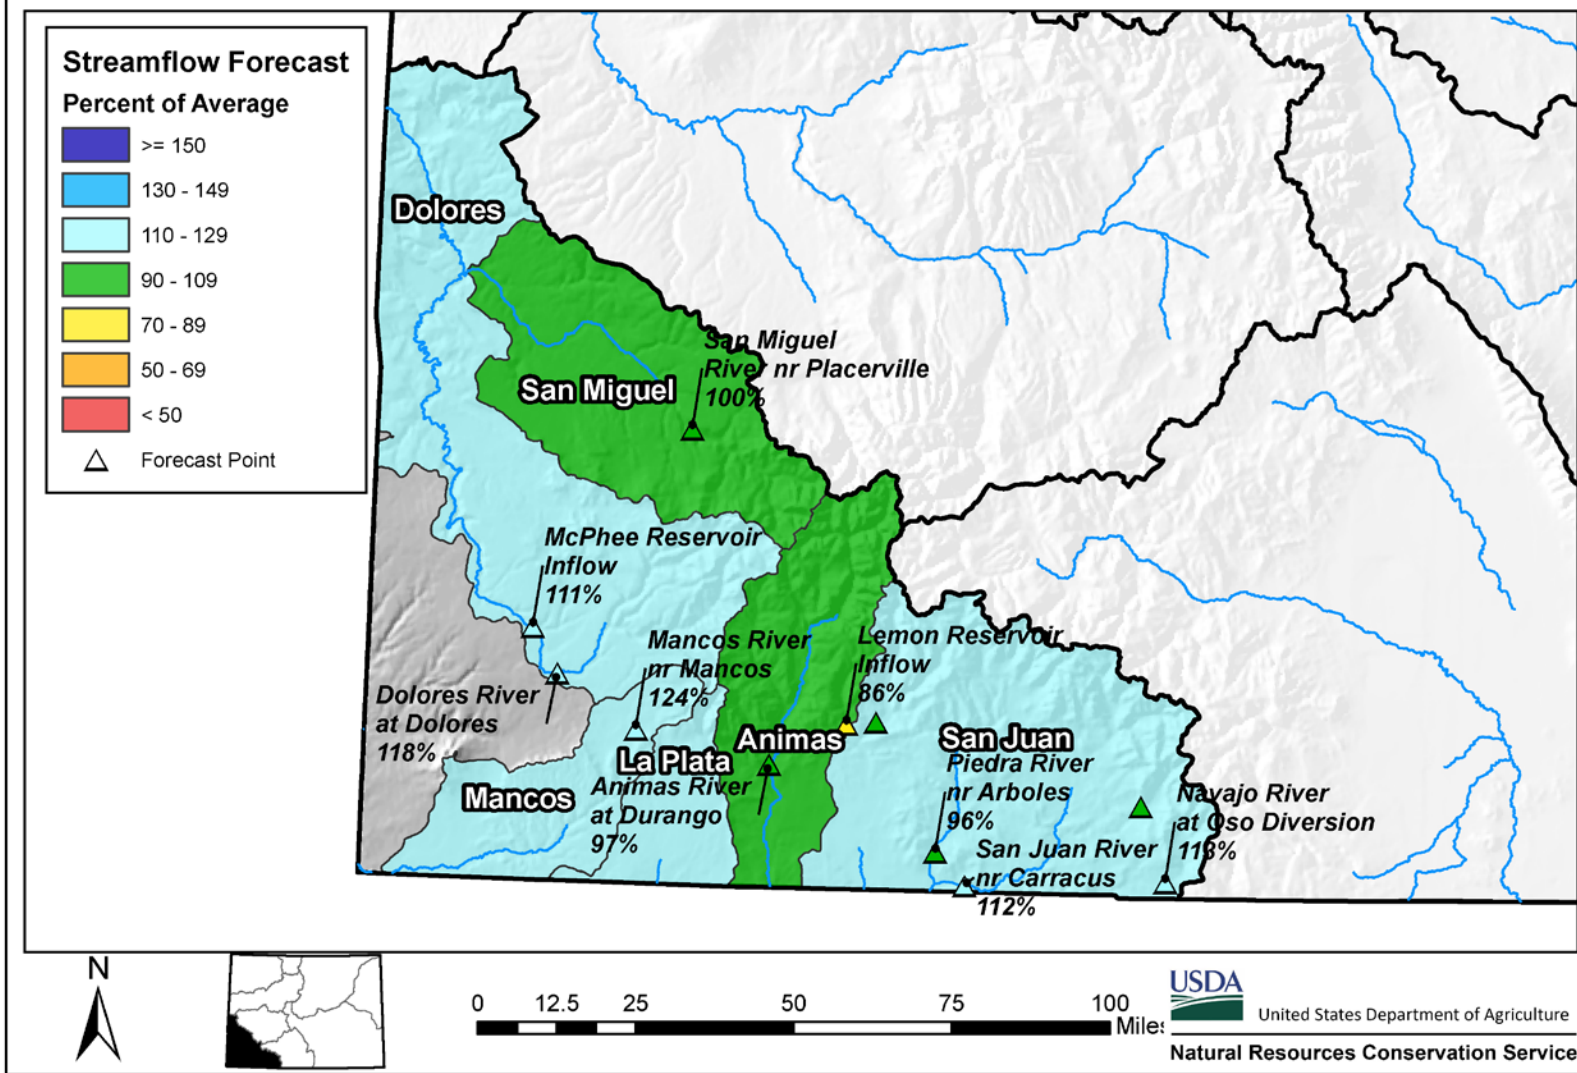 Streamflow Forecast
Percent of Average
>= 150
130 - 149
110 - 129
90 - 109
70 - 89
50 - 69
< 50
Forecast Point
Dolores
San Miguel
River nr Placerville
100%
San Miguel
McPhee Reservoir
Inflow
111%
Mancos River
nr Mancos
124%
Lemon Reservoir
Inflow
86%
Dolores River
at Dolores
118%
Animas
San Juan
La Plata
Mancos
Animas River
at Durango
97%
Piedra River
nr Arboles
96%
Navajo River
at Oso Diversion
113%
San Juan River
nr Carracus
112%
N
0 12.5 25 50 75 100
Miles
USDA
United States Department of Agriculture
Natural Resources Conservation Service